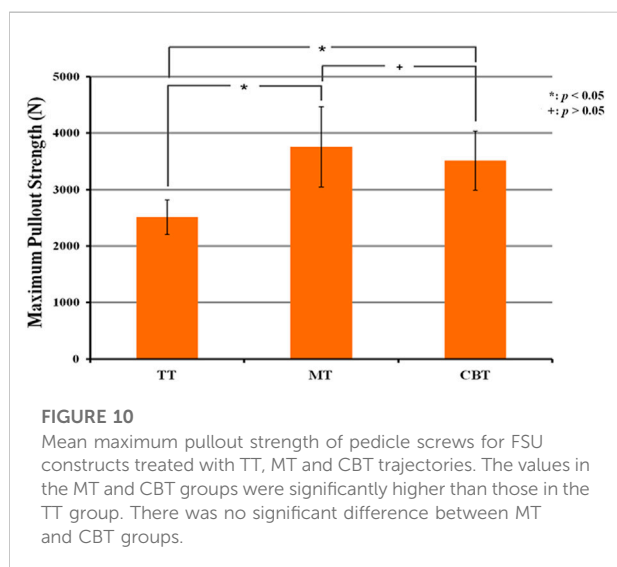 *
+
*
*: p < 0.05
+: p > 0.05
Maximum Pullout Strength (N)
5000
4000
3000
2000
1000
0
TT MT CBT
FIGURE 10
Mean maximum pullout strength of pedicle screws for FSU
constructs treated with TT, MT and CBT trajectories. The values in
the MT and CBT groups were significantly higher than those in the
TT group. There was no significant difference between MT
and CBT groups.